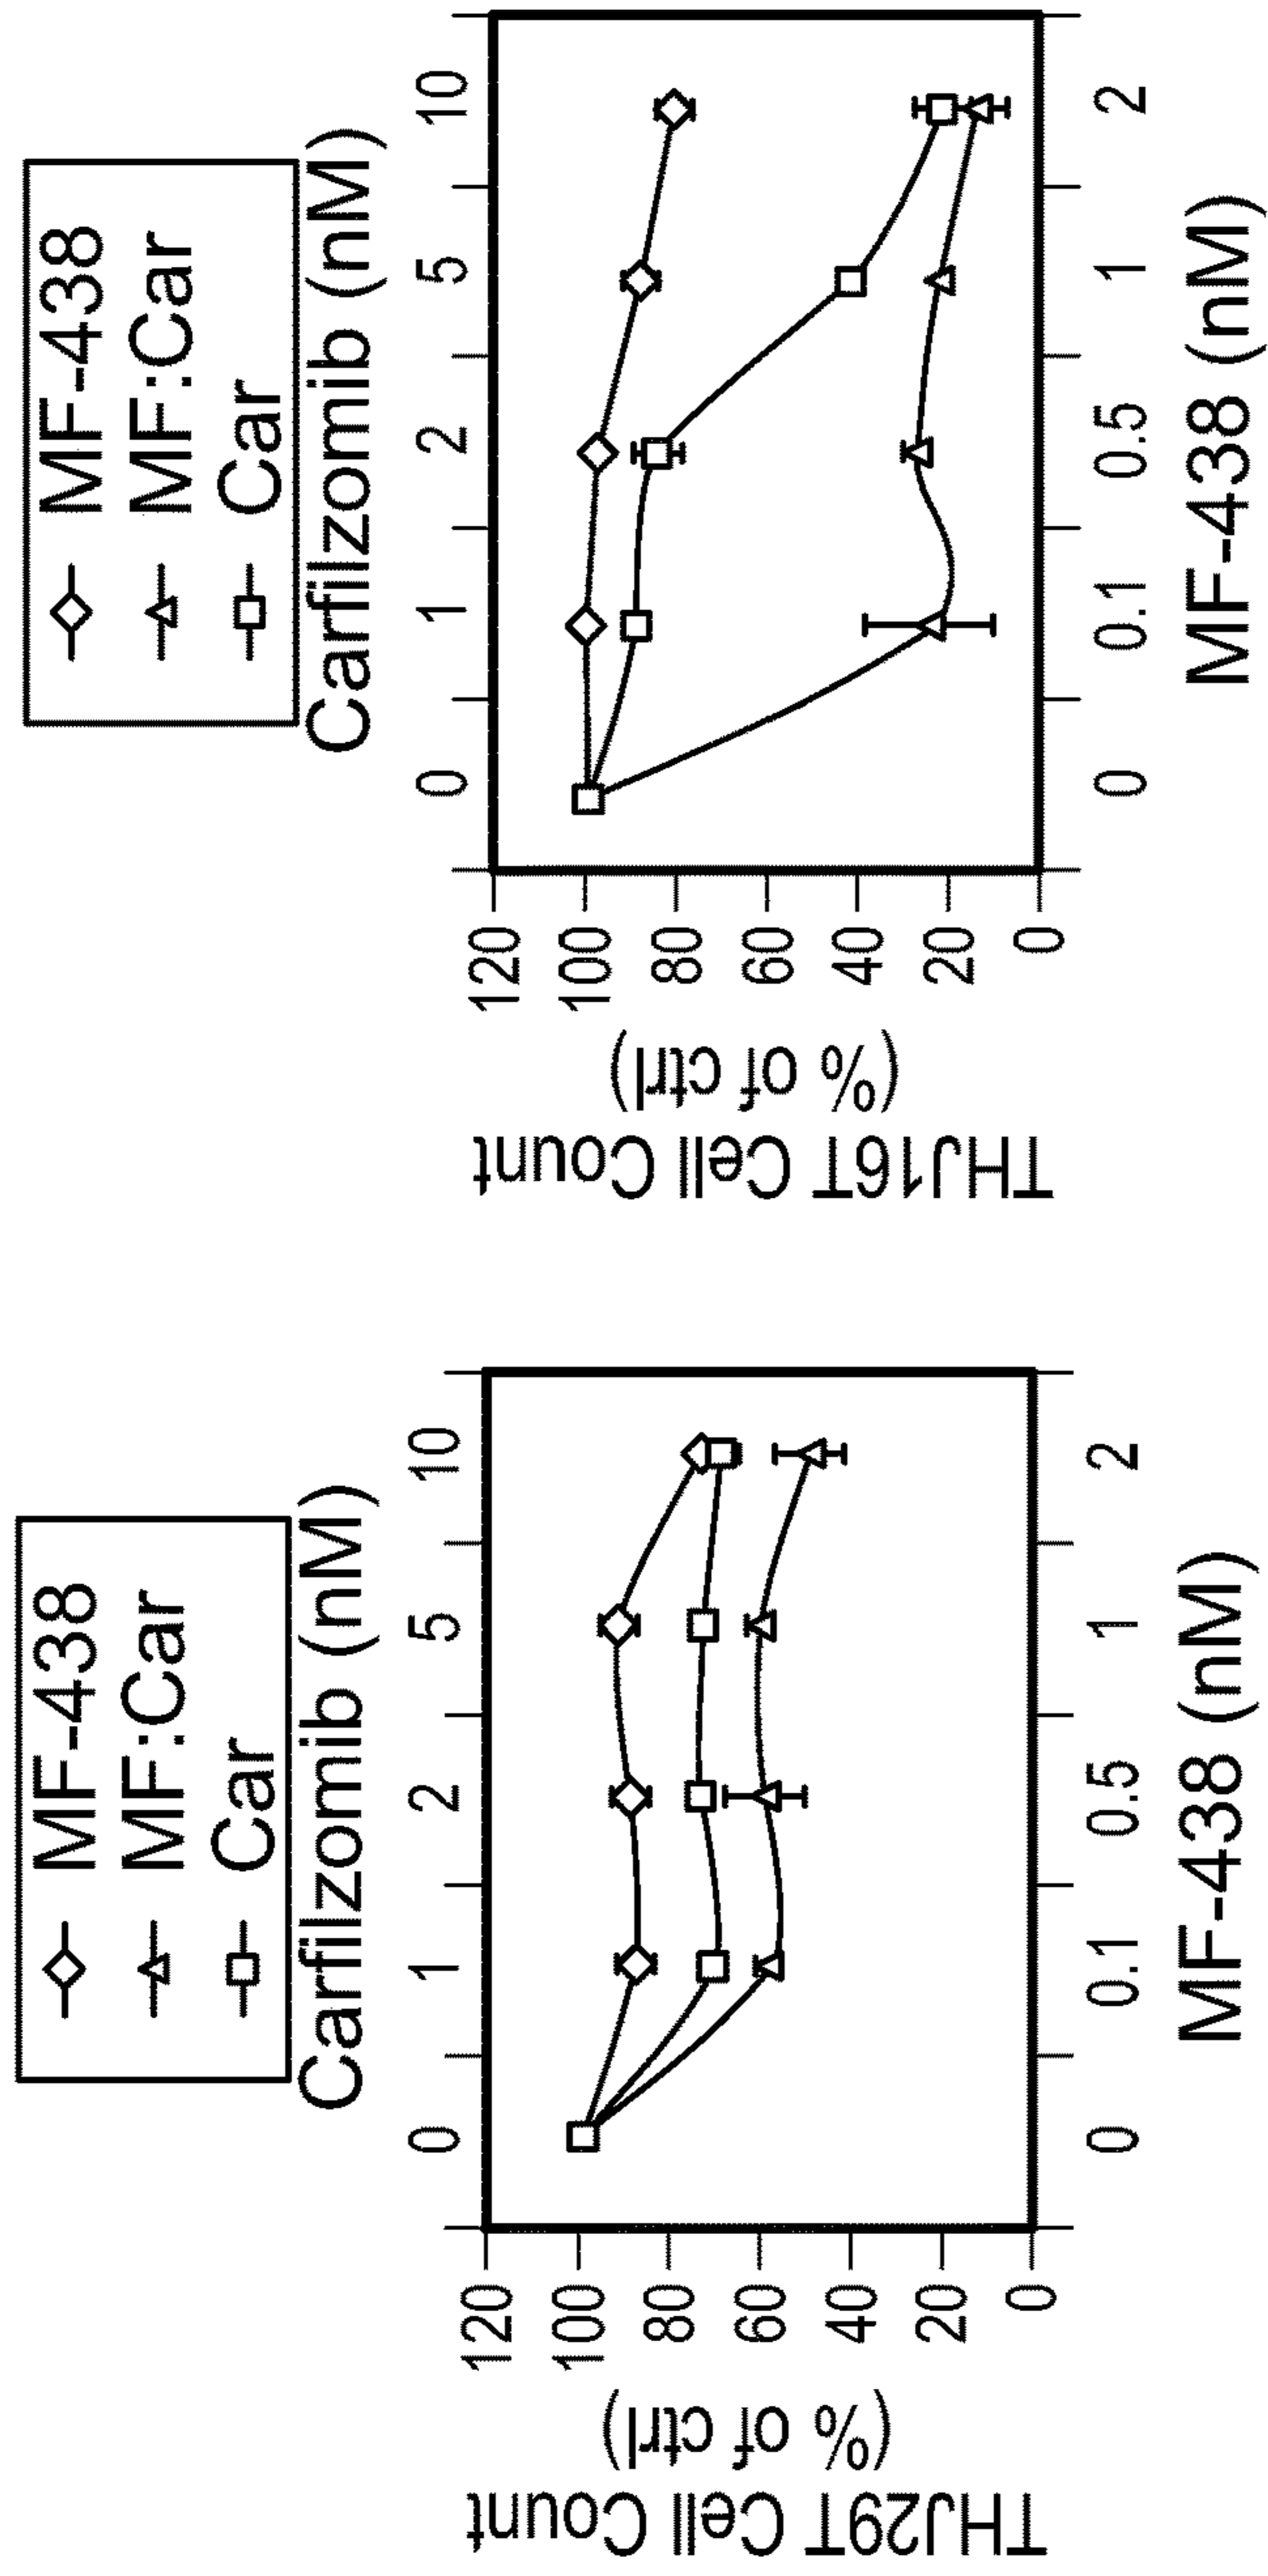 MF-438
MF:Car
Car
Carfilzomib (nM)
0 1 2 5 10
120
100
80
60
40
20
0
THJ29T Cell Count
(% of ctrl)
0 0.1 0.5 1 2
MF-438 (nM)
MF-438
MF:Car
Car
Carfilzomib (nM)
0 1 2 5 10
120
100
80
60
40
20
0
THJ16T Cell Count
(% of ctrl)
0 0.1 0.5 1 2
MF-438 (nM)